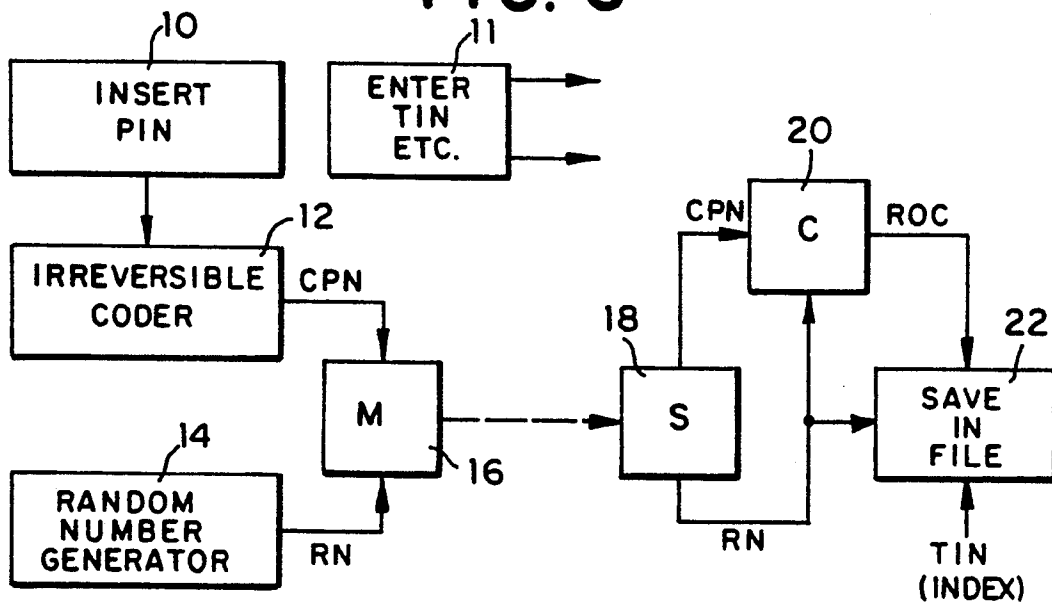 FIG.
10
INSERT
PIN
11
ENTER
TIN
ETC.
12
IRREVERSIBLE
CODER
CPN
14
RANDOM
NUMBER
GENERATOR
RN
M
16
18
S
CPN
RN
20
C
ROC
22
SAVE
IN
FILE
TIN
(INDEX)